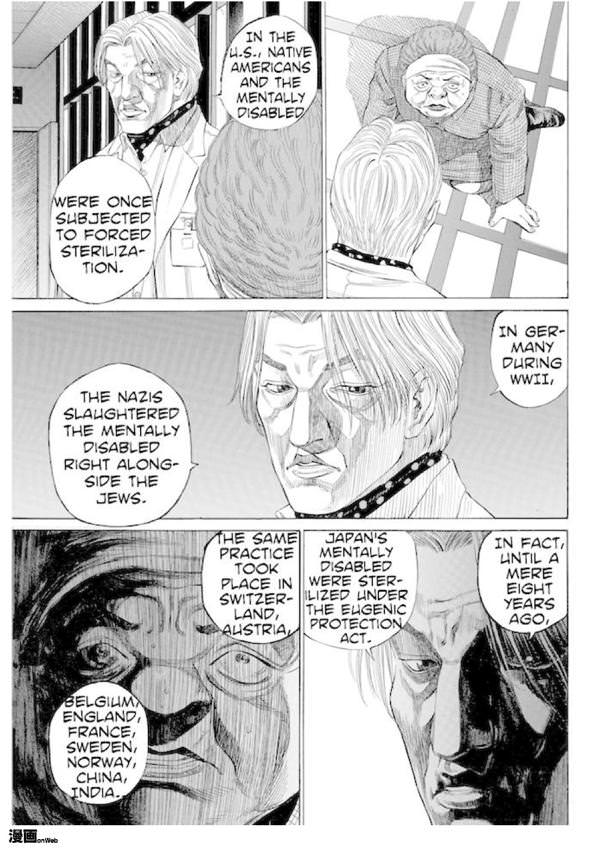 IN THE
U.S., NATIVE
AMERICANS
AND THE
MENTALLY
DISABLED
WERE ONCE
SUBJECTED
TO FORCED
STERILIZA-
TION.
IN GER-
MANY
DURING
WWII,
THE NAZIS
SLAUGHTERED
THE MENTALLY
DISABLED
RIGHT ALONG-
SIDE THE
JEWS.
IN FACT,
UNTIL A
MERE
EIGHT
YEARS
AGO,
JAPAN'S
MENTALLY
DISABLED
WERE STER-
ILIZED UNDER
THE EUGENIC
PROTECTION
ACT.
THE SAME
PRACTICE
TOOK
PLACE IN
SWITZER-
LAND,
AUSTRIA,
BELGIUM,
ENGLAND,
FRANCE,
SWEDEN,
NORWAY,
CHINA,
INDIA...
漫画onWeb